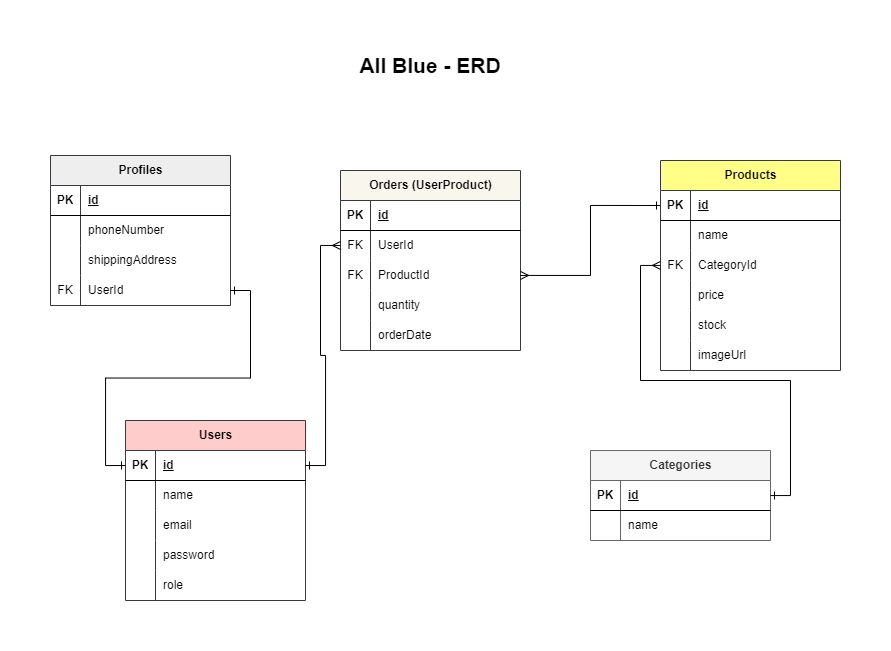 All Blue - ERD
Profiles
PK id
phoneNumber
shippingAddress
FK UserId
Orders (UserProduct)
PK id
FK UserId
FK ProductId
quantity
orderDate
Products
PK id
name
FK CategoryId
price
stock
imageUrl
Users
PK id
name
email
password
role
Categories
PK id
name